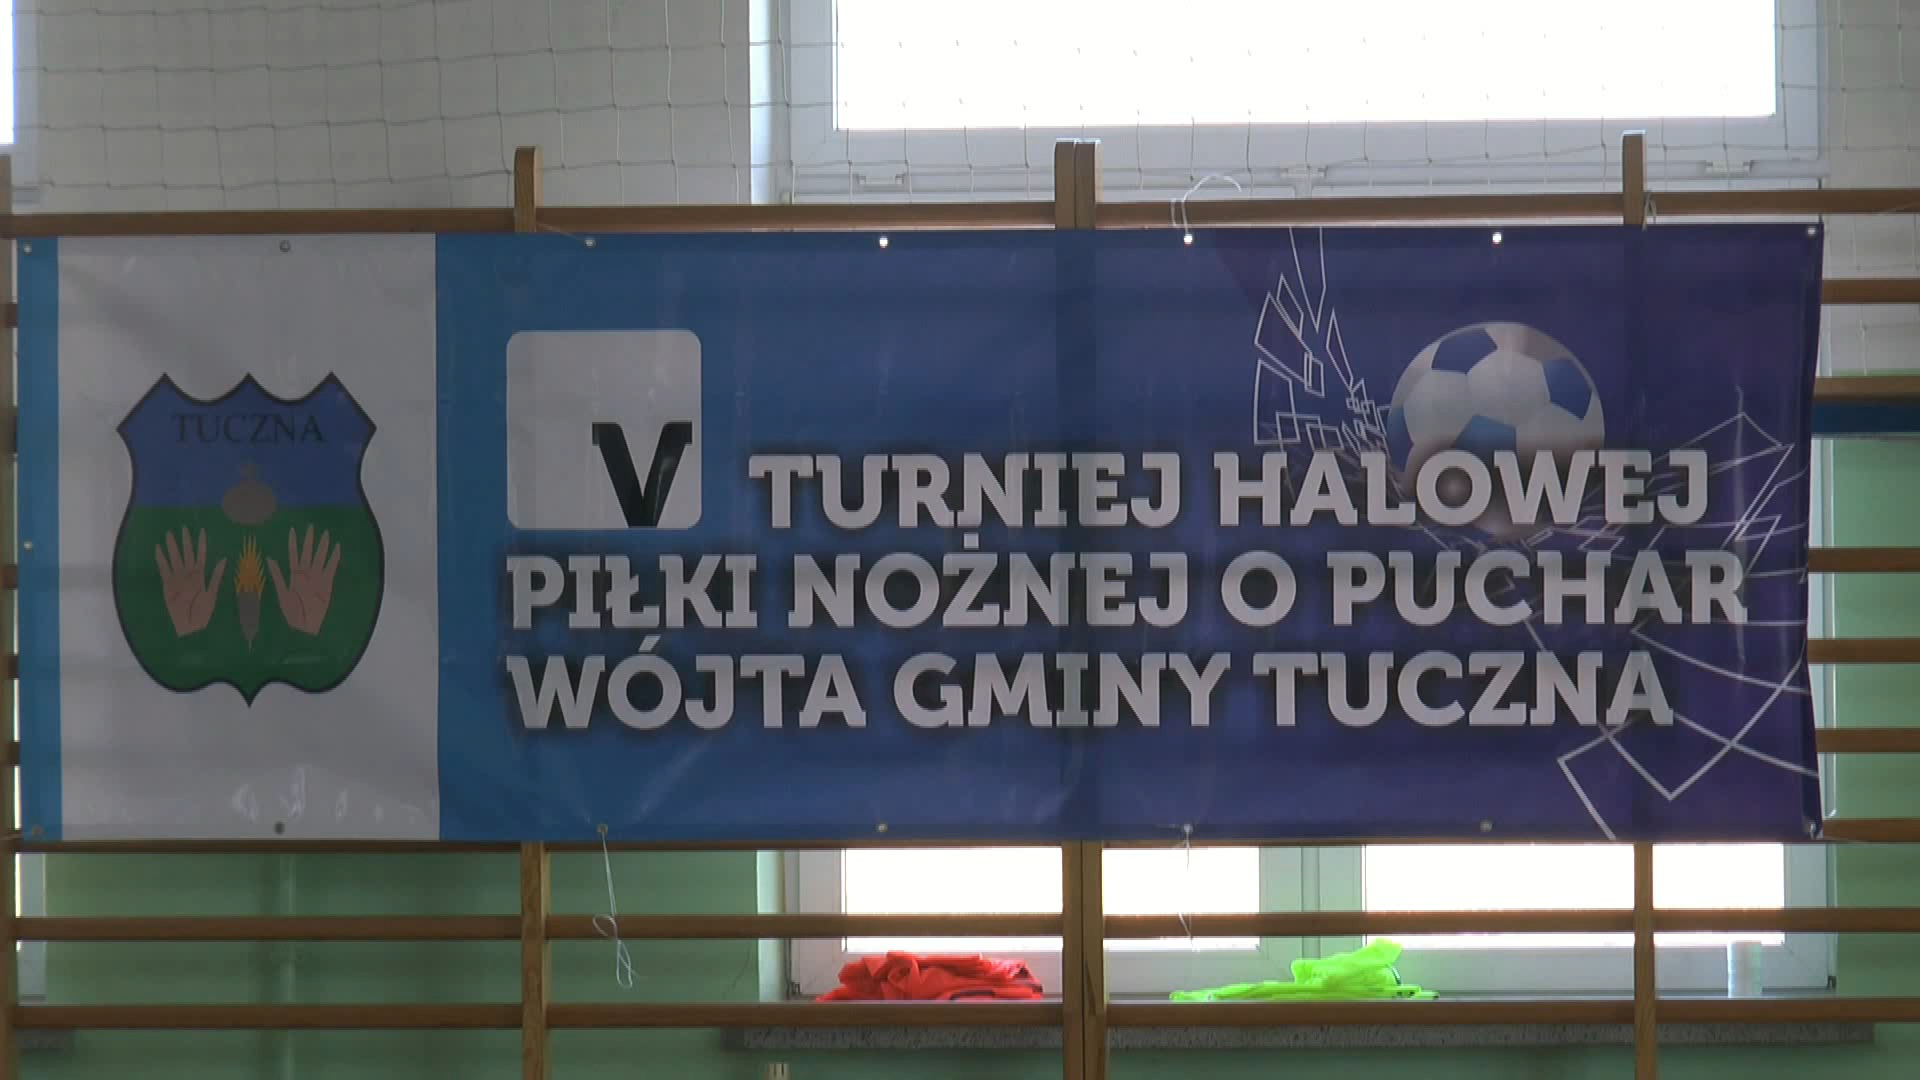 TUCZNA
V TURNIEJ HALOWEJ
PIŁKI NOŻNEJ O PUCHAR
WÓJTA GMINY TUCZNA